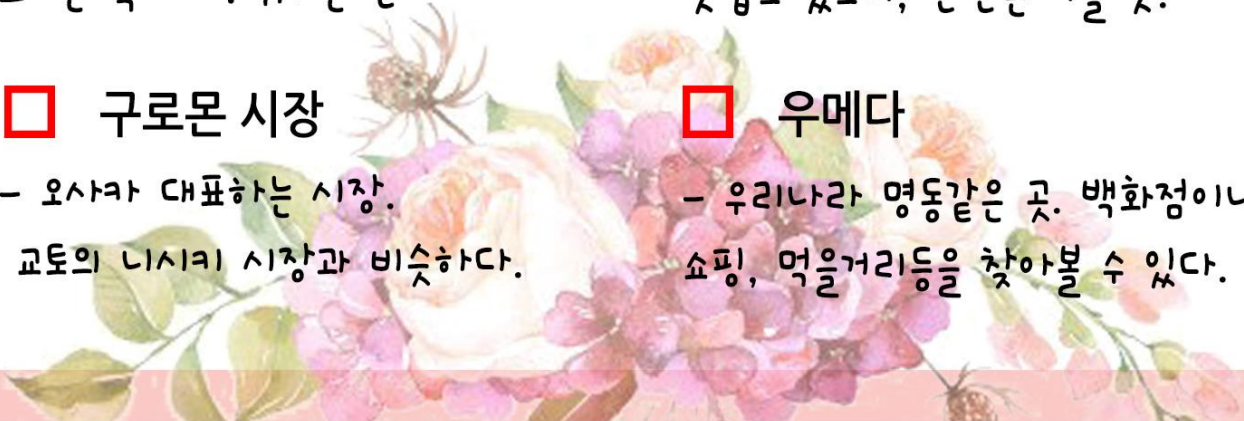 구로몬 시장
- 오사카 대표하는 시장.
교토의 니시키 시장과 비슷하다.
우메다
- 우리나라 명동같은 곳. 백화점이나
쇼핑, 먹을거리등을 찾아볼 수 있다.